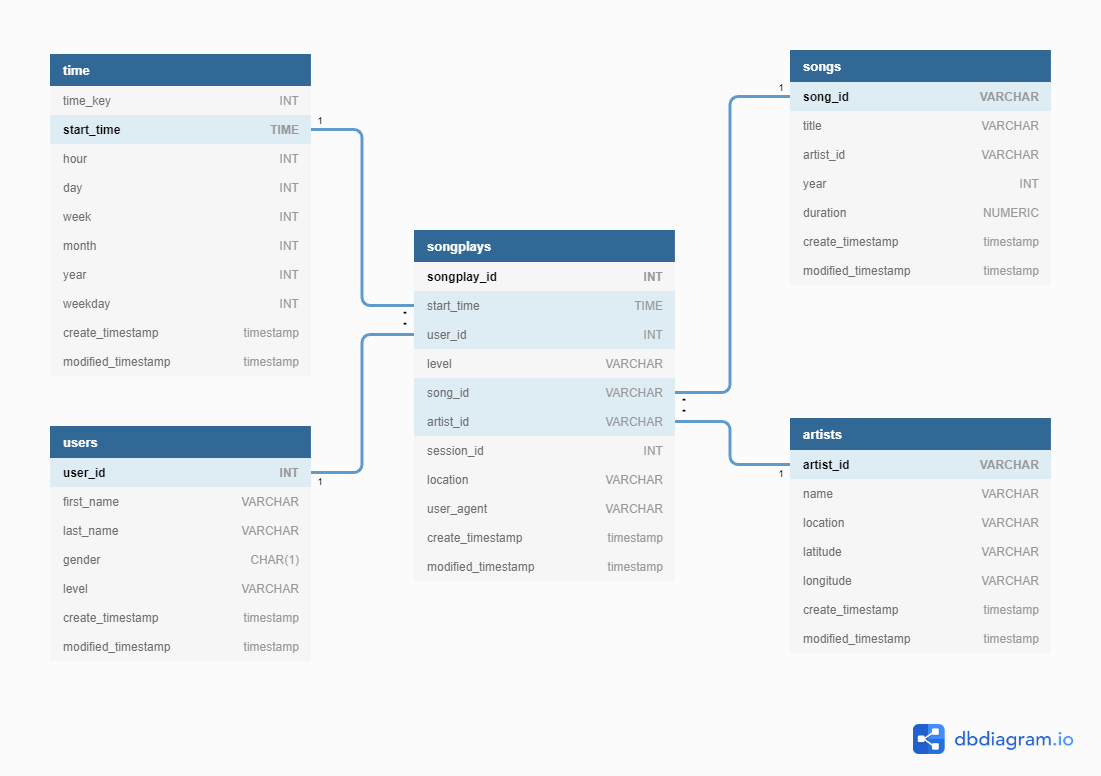 time
time_key INT
start_time TIME
hour INT
day INT
week INT
month INT
year INT
weekday INT
create_timestamp timestamp
modified_timestamp timestamp
1
users
user_id INT
first_name VARCHAR
last_name VARCHAR
gender CHAR(1)
level VARCHAR
create_timestamp timestamp
modified_timestamp timestamp
1
songplays
songplay_id INT
start_time TIME
user_id INT
level VARCHAR
song_id VARCHAR
artist_id VARCHAR
session_id INT
location VARCHAR
user_agent VARCHAR
create_timestamp timestamp
modified_timestamp timestamp
songs
1
song_id VARCHAR
title VARCHAR
artist_id VARCHAR
year INT
duration NUMERIC
create_timestamp timestamp
modified_timestamp timestamp
artists
artist_id VARCHAR
1
name VARCHAR
location VARCHAR
latitude VARCHAR
longitude VARCHAR
create_timestamp timestamp
modified_timestamp timestamp
dbdiagram.io